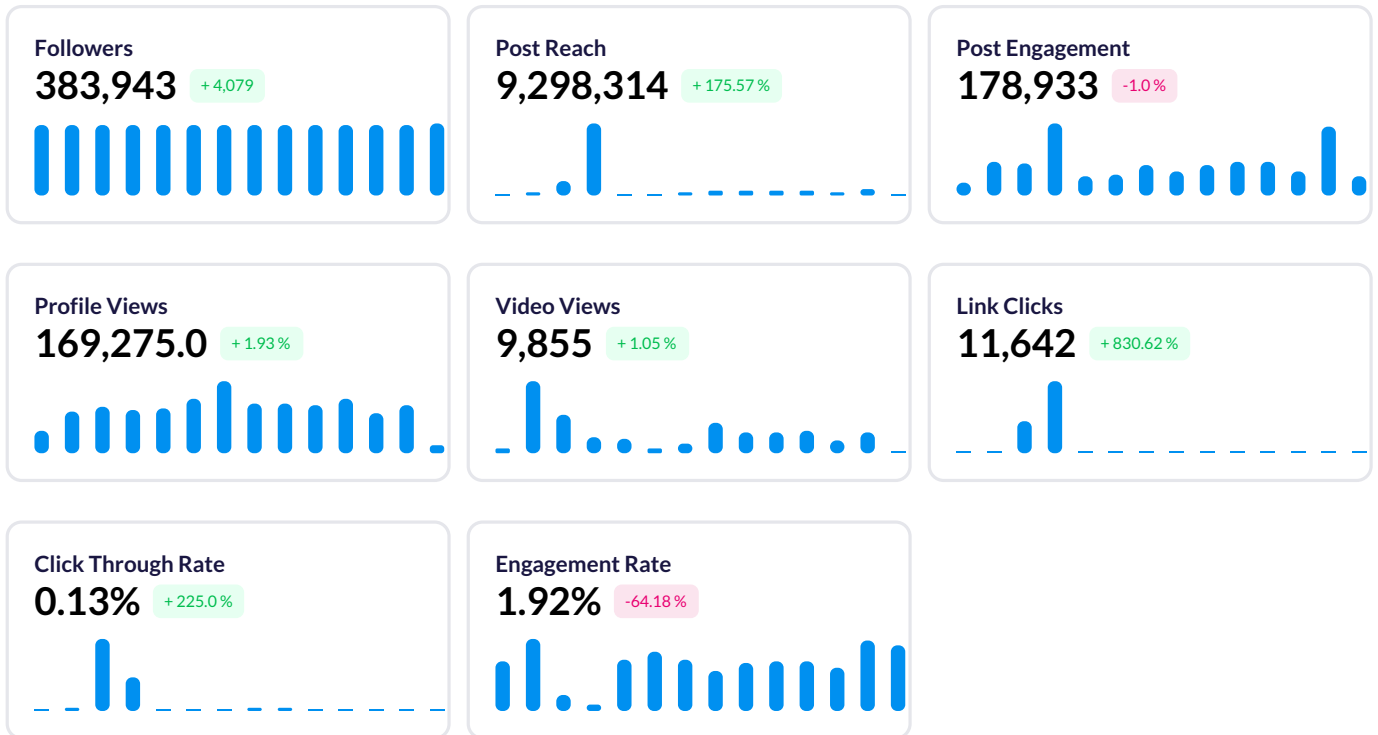 Followers
383,943 + 4,079
Post Reach
9,298,314 + 175.57 %
Post Engagement
178,933 -1.0 %
Profile Views
169,275.0 + 1.93 %
Video Views
9,855 + 1.05 %
Link Clicks
11,642 + 830.62 %
Click Through Rate
0.13% + 225.0 %
Engagement Rate
1.92% -64.18 %